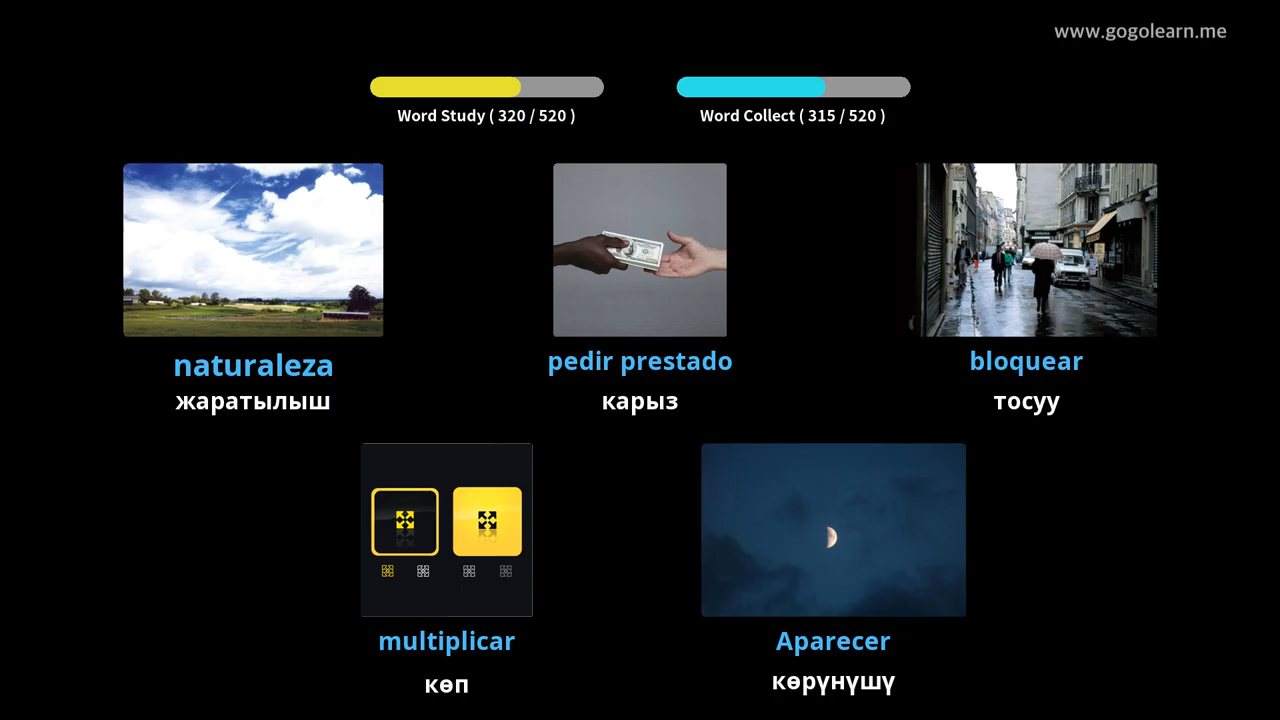 www.gogolearn.me
Word Study ( 320 / 520 )
Word Collect ( 315 / 520 )
naturaleza
жаратылыш
pedir prestado
карыз
bloquear
тосуу
multiplicar
көп
Aparecer
көрүнүшү